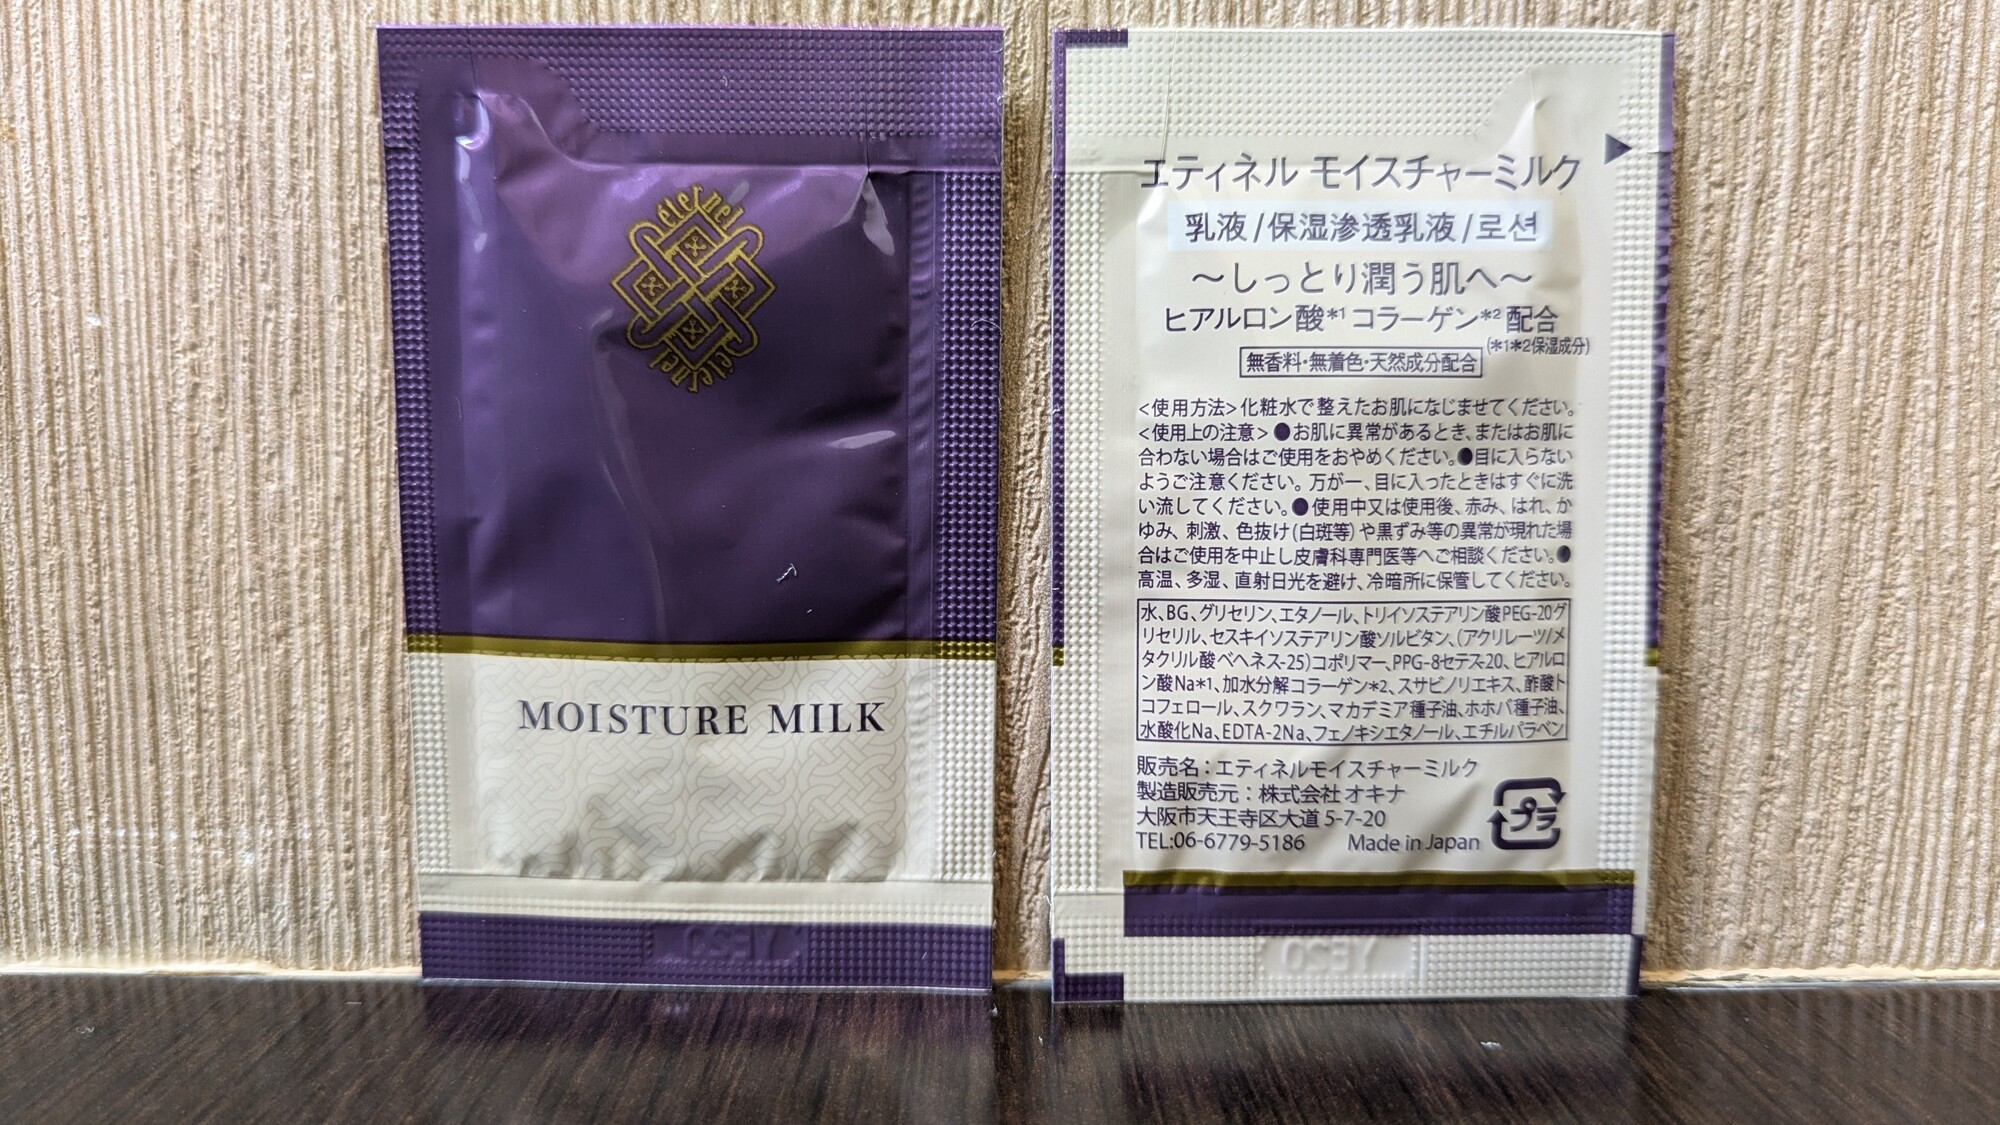 éternel
éternel
MOISTURE MILK
YE20
エティネル モイスチャーミルク
乳液/保湿渗透乳液/로션
～しっとり潤う肌へ～
ヒアルロン酸*1コラーゲン*2配合
(*1*2保湿成分)
無香料・無着色・天然成分配合
<使用方法>化粧水で整えたお肌になじませてください。
<使用上の注意>●お肌に異常があるとき、またはお肌に
合わない場合はご使用をおやめください。●目に入らない
ようご注意ください。万が一、目に入ったときはすぐに洗
い流してください。●使用中又は使用後、赤み、はれ、か
ゆみ、刺激、色抜け(白斑等)や黒ずみ等の異常が現れた場
合はご使用を中止し皮膚科専門医等へご相談ください。●
高温、多湿、直射日光を避け、冷暗所に保管してください。
水、BG、グリセリン、エタノール、トリイソステアリン酸PEG-20グ
リセリル、セスキイソステアリン酸ソルビタン、(アクリレーツ/メ
タクリル酸ベヘネス-25)コポリマー、PPG-8セテス-20、ヒアルロ
ン酸Na*1、加水分解コラーゲン*2、スサビノリエキス、酢酸ト
コフェロール、スクワラン、マカデミア種子油、ホホバ種子油、
水酸化Na、EDTA-2Na、フェノキシエタノール、エチルパラベン
販売名：エティネルモイスチャーミルク
製造販売元：株式会社オキナ
大阪市天王寺区大道5-7-20
TEL:06-6779-5186 Made in Japan
プラ
YE20